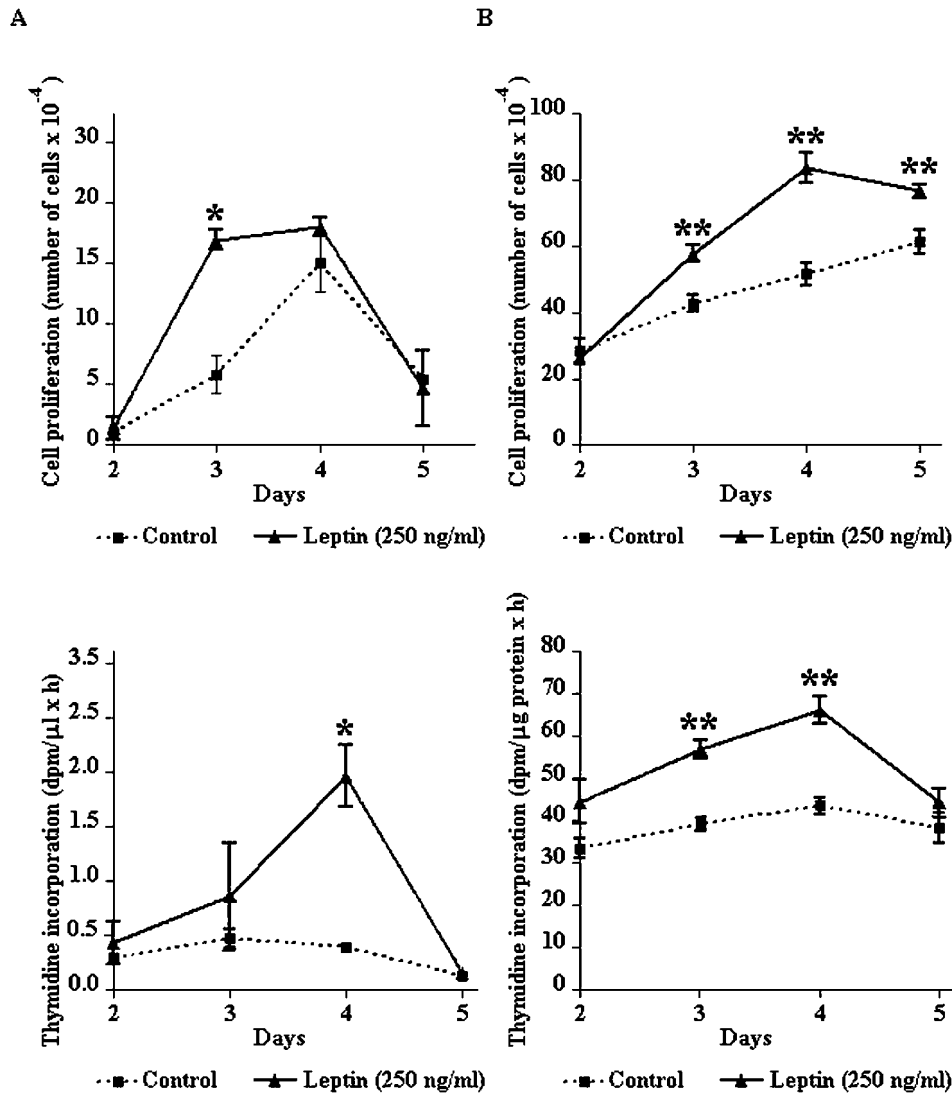 A
B
Cell proliferation (number of cells x 10⁻⁴)
30
20
15
10
5
0
*
2 3 4 5
Days
Control Leptin (250 ng/ml)
Cell proliferation (number of cells x 10⁻⁴)
100
80
60
40
20
0
**
**
**
2 3 4 5
Days
Control Leptin (250 ng/ml)
Thymidine incorporation (dpm/μl x h)
3.5
2.5
2.0
1.5
1.0
0.5
0.0
*
2 3 4 5
Days
Control Leptin (250 ng/ml)
Thymidine incorporation (dpm/μg protein x h)
80
70
60
50
40
30
20
10
0
**
**
2 3 4 5
Days
Control Leptin (250 ng/ml)